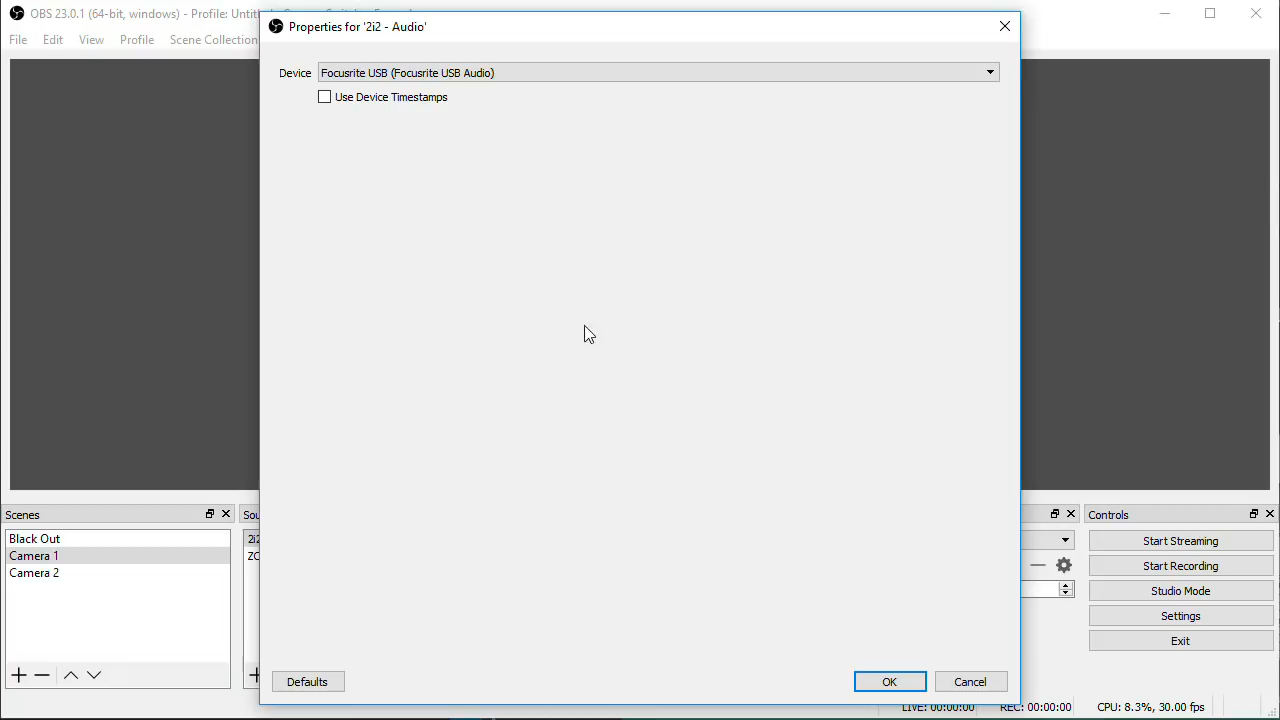 OBS 23.0.1 (64-bit, windows) - Profile: Untit
Properties for '2i2 - Audio'
File Edit View Profile Scene Collection
Device Focusrite USB (Focusrite USB Audio)
Use Device Timestamps
Scenes
Sou
Controls
Black Out
Camera 1
Camera 2
2i2
ZO
Start Streaming
Start Recording
Studio Mode
Settings
Exit
Defaults
OK
Cancel
LIVE: 00:00:00
REC: 00:00:00
CPU: 8.3%, 30.00 fps